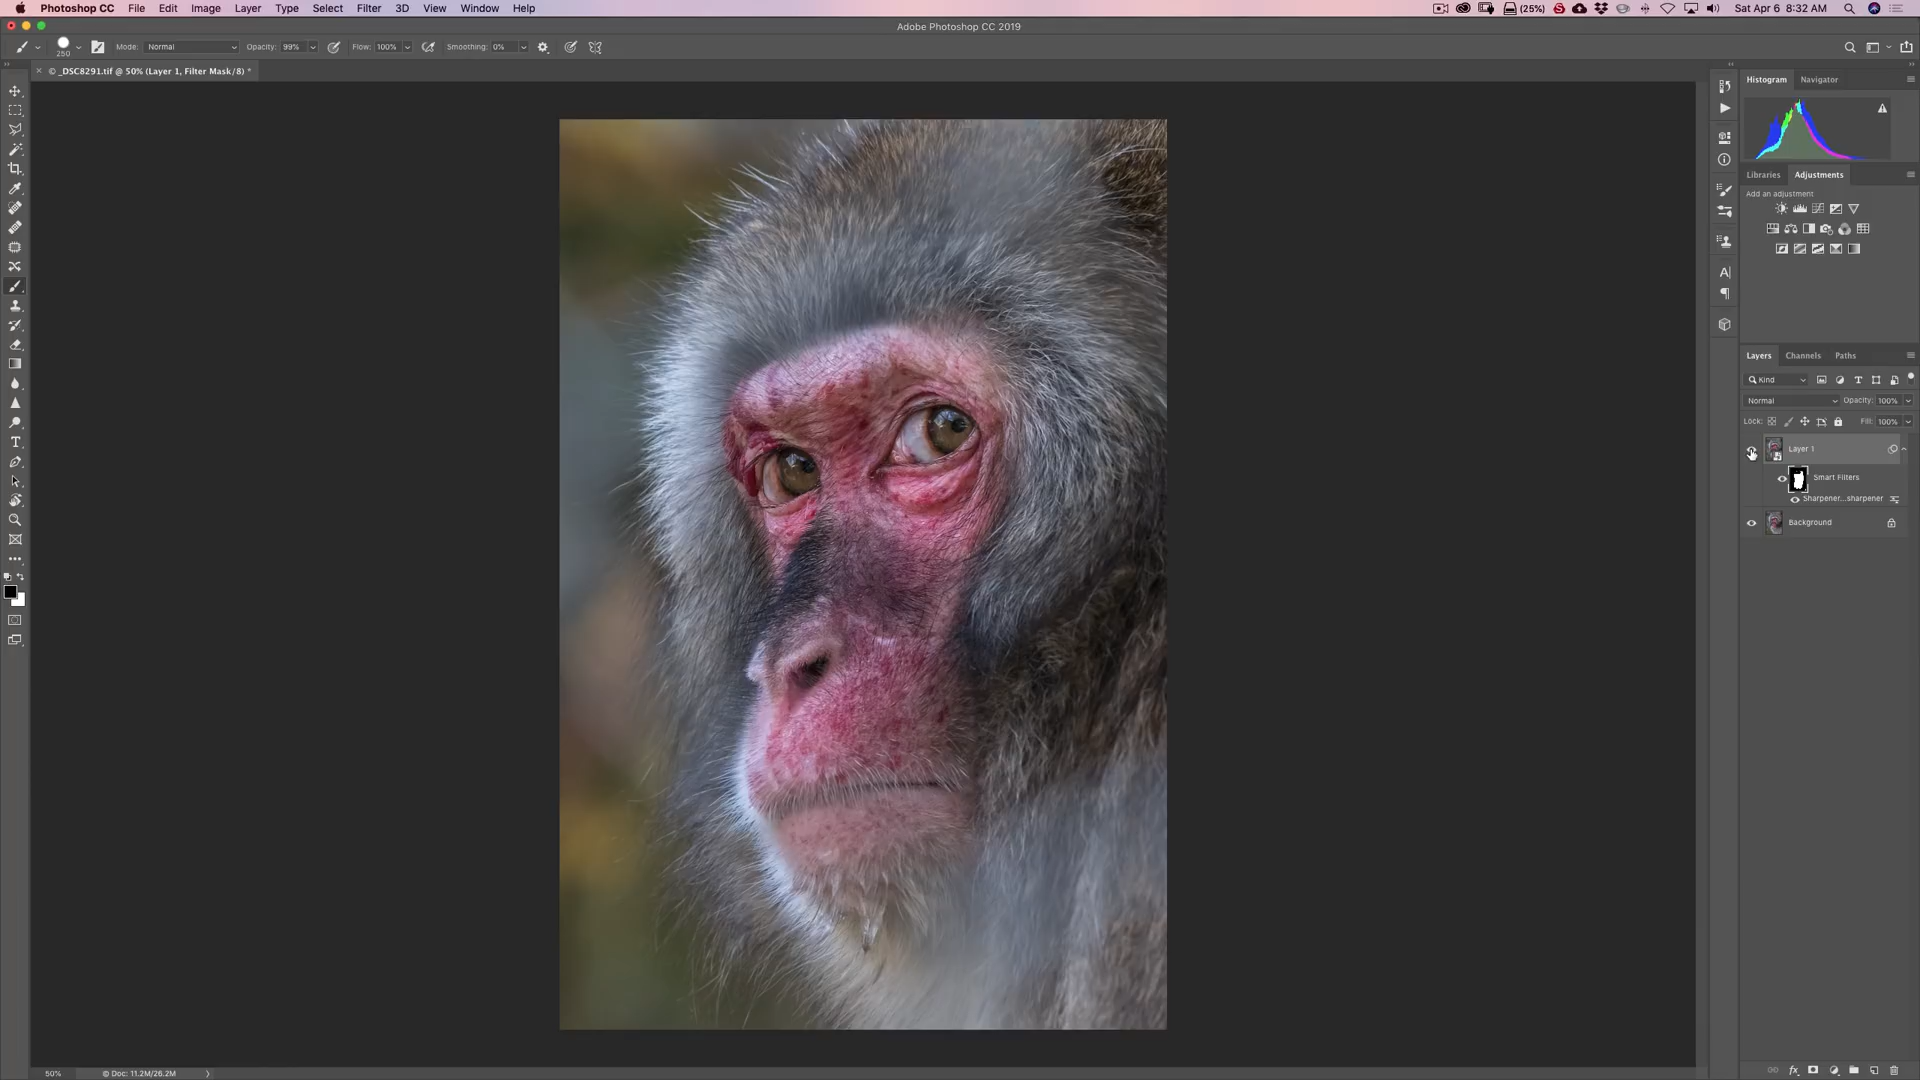 Photoshop CC File Edit Image Layer Type Select Filter 3D View Window Help (25%) Sat Apr 6 8:32 AM
Adobe Photoshop CC 2019
250 Mode: Normal Opacity: 99% Flow: 100% Smoothing: 0%
× © _DSC8291.tif @ 50% (Layer 1, Filter Mask/8) *
Histogram Navigator
Libraries Adjustments
Add an adjustment
Layers Channels Paths
Kind
Normal Opacity: 100%
Lock: Fill: 100%
Layer 1
Smart Filters
Sharpener...sharpener
Background
50% © Doc: 11.2M/26.2M